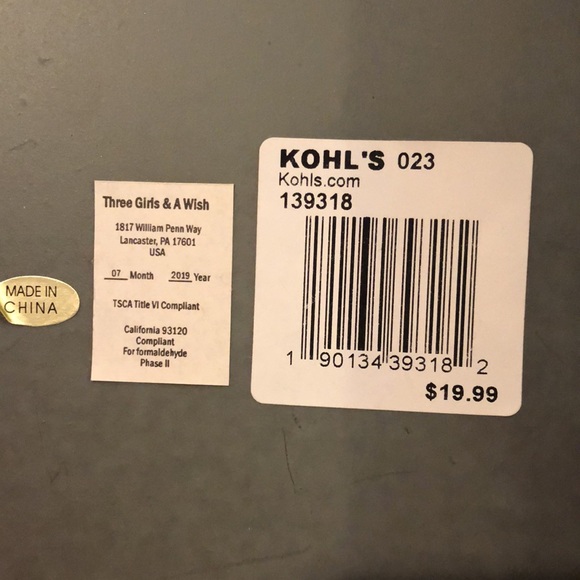 MADE IN
CHINA
Three Girls & A Wish
1817 William Penn Way
Lancaster, PA 17601
USA
07 Month 2019 Year
TSCA Title VI Compliant
California 93120
Compliant
For formaldehyde
Phase II
KOHL'S 023
Kohls.com
139318
1 90134 39318 2
$19.99